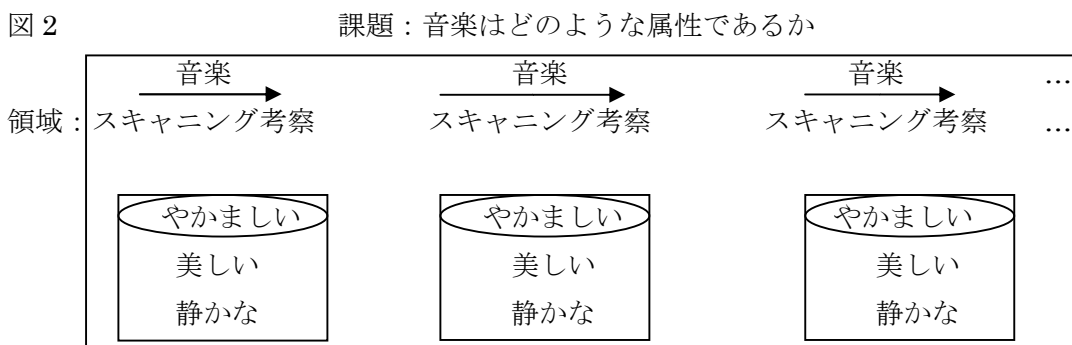 図 2 課題：音楽はどのような属性であるか
音楽 音楽 音楽 …
領域：スキャニング考察 スキャニング考察 スキャニング考察 …
やかましい やかましい やかましい
美しい 美しい 美しい
静かな 静かな 静かな